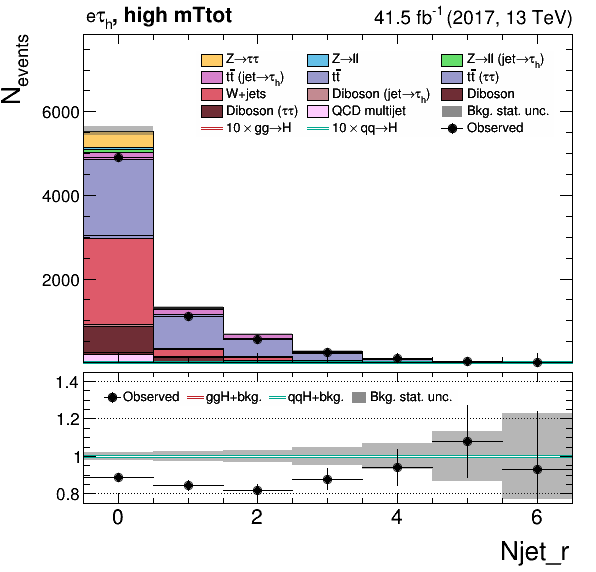 eτh, high mTtot
41.5 fb⁻¹ (2017, 13 TeV)
Nevents
Z→ττ Z→ll Z→ll (jet→τh)
tt̄ (jet→τh) tt̄ tt̄ (ττ)
W+jets Diboson (jet→τh) Diboson
Diboson (ττ) QCD multijet Bkg. stat. unc.
10 × gg→H 10 × qq→H Observed
6000
4000
2000
Observed ggH+bkg. qqH+bkg. Bkg. stat. unc.
1.4
1.2
1
0.8
0 2 4 6
Njet_r